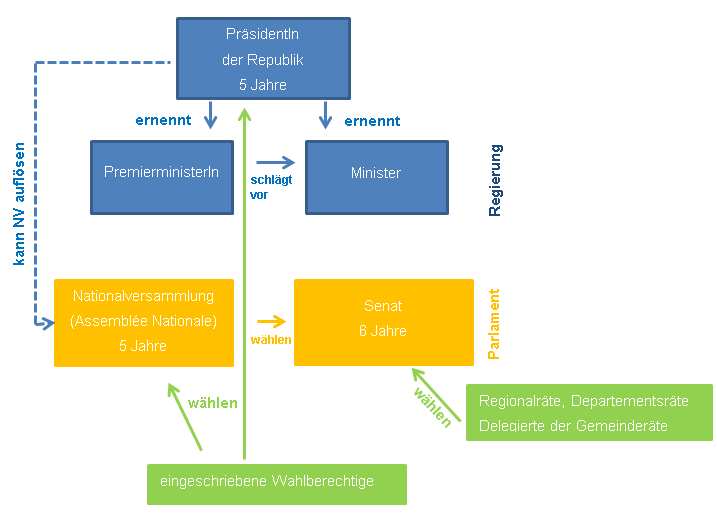 PräsidentIn
der Republik
5 Jahre
ernennt
ernennt
kann NV auflösen
PremierministerIn
schlägt
vor
Minister
Regierung
Nationalversammlung
(Assemblée Nationale)
5 Jahre
wählen
Senat
6 Jahre
Parlament
wählen
wählen
Regionalräte, Departementsräte
Delegierte der Gemeinderäte
eingeschriebene Wahlberechtige